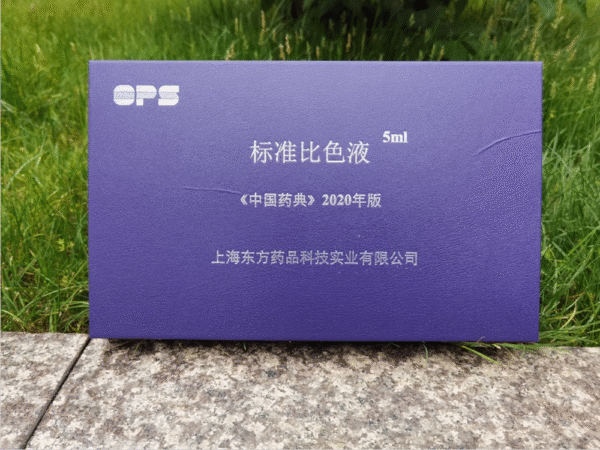 OPS
标准比色液 5ml
《中国药典》2020年版
上海东方药品科技实业有限公司